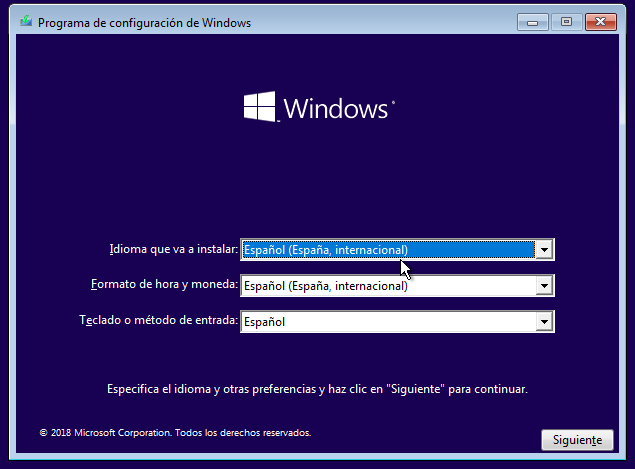 Programa de configuración de Windows
Windows
Idioma que va a instalar: Español (España, internacional)
Formato de hora y moneda: Español (España, internacional)
Teclado o método de entrada: Español
Especifica el idioma y otras preferencias y haz clic en "Siguiente" para continuar.
© 2018 Microsoft Corporation. Todos los derechos reservados.
Siguiente